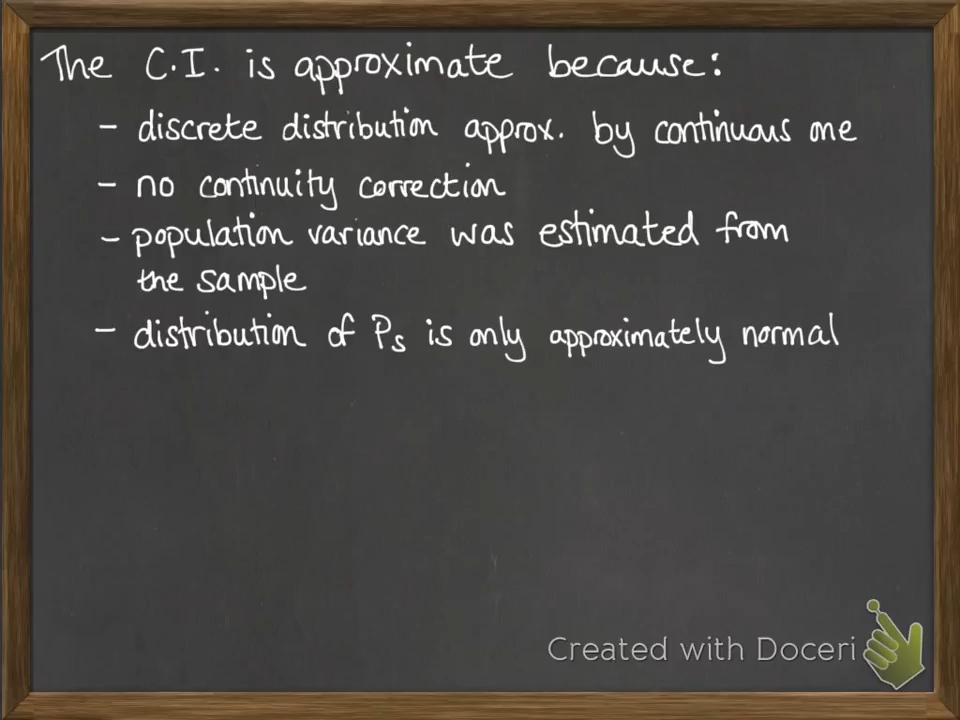 The C.I. is approximate because:
- discrete distribution approx. by continuous one
- no continuity correction
- population variance was estimated from
the sample
- distribution of Ps is only approximately normal
Created with Doceri